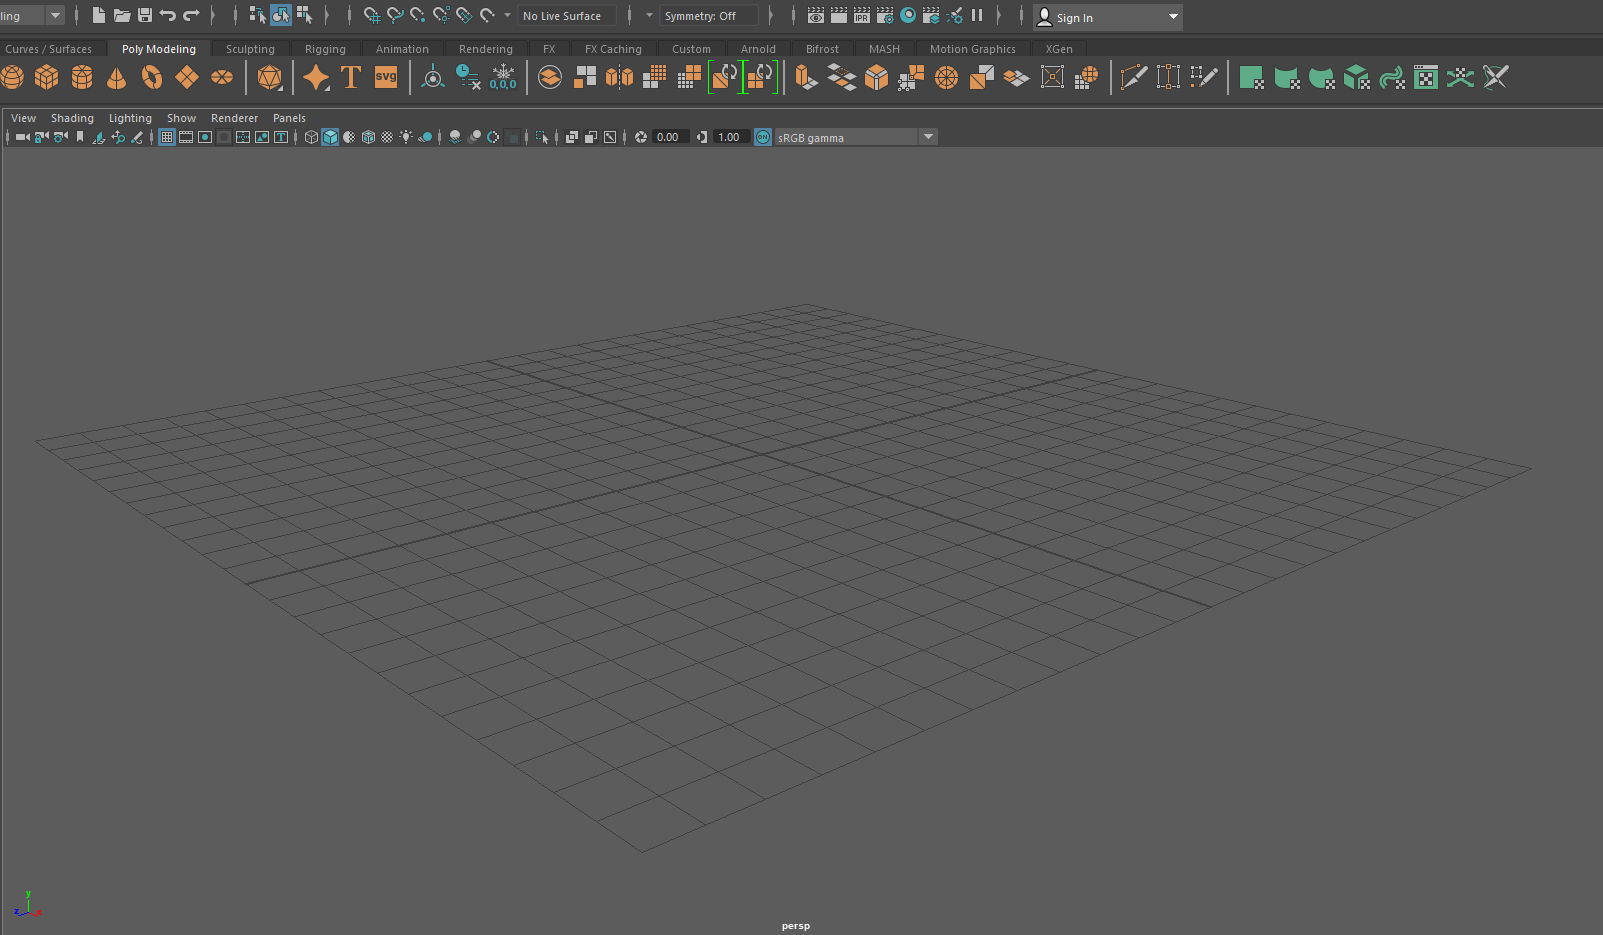 ling No Live Surface Symmetry: Off IPR Sign In
Curves / Surfaces Poly Modeling Sculpting Rigging Animation Rendering FX FX Caching Custom Arnold Bifrost MASH Motion Graphics XGen
T svg 0,0,0
View Shading Lighting Show Renderer Panels
0.00 1.00 ON sRGB gamma
y
z x
persp